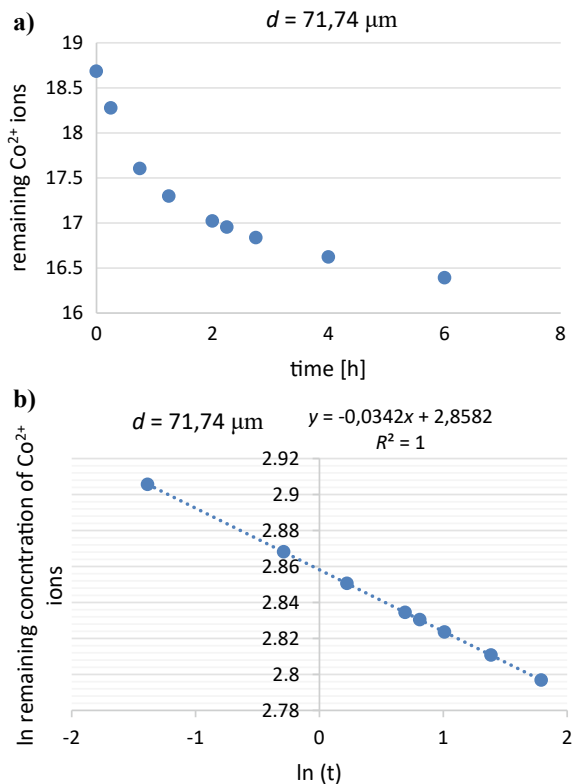 a)
d = 71,74 µm
remaining Co²⁺ ions
19
18.5
18
17.5
17
16.5
16
0
2
4
6
8
time [h]
b)
d = 71,74 µm
y = -0,0342x + 2,8582
R² = 1
ln remaining concntration of Co²⁺
ions
2.92
2.9
2.88
2.86
2.84
2.82
2.8
2.78
-2
-1
0
1
2
ln (t)